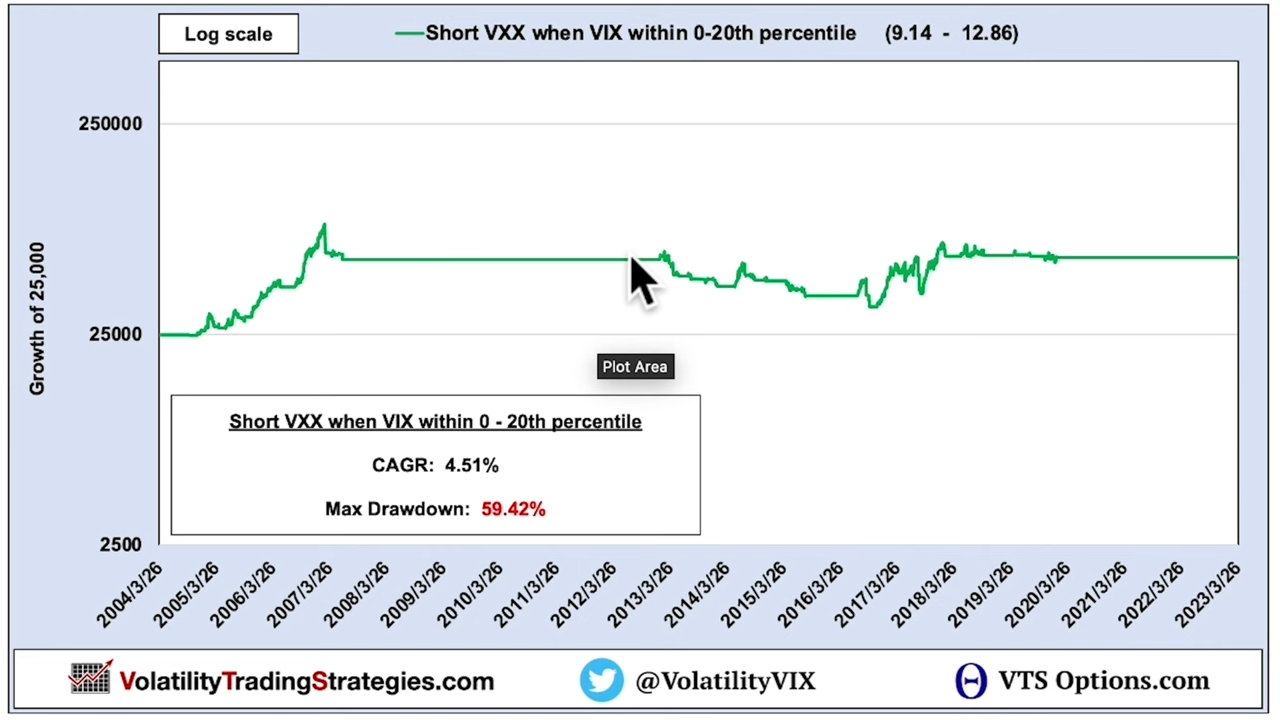 Log scale
Short VXX when VIX within 0-20th percentile (9.14 - 12.86)
250000
25000
2500
Growth of 25,000
Plot Area
Short VXX when VIX within 0 - 20th percentile
CAGR: 4.51%
Max Drawdown: 59.42%
2004/3/26
2005/3/26
2006/3/26
2007/3/26
2008/3/26
2009/3/26
2010/3/26
2011/3/26
2012/3/26
2013/3/26
2014/3/26
2015/3/26
2016/3/26
2017/3/26
2018/3/26
2019/3/26
2020/3/26
2021/3/26
2022/3/26
2023/3/26
VolatilityTradingStrategies.com
@VolatilityVIX
VTS Options.com